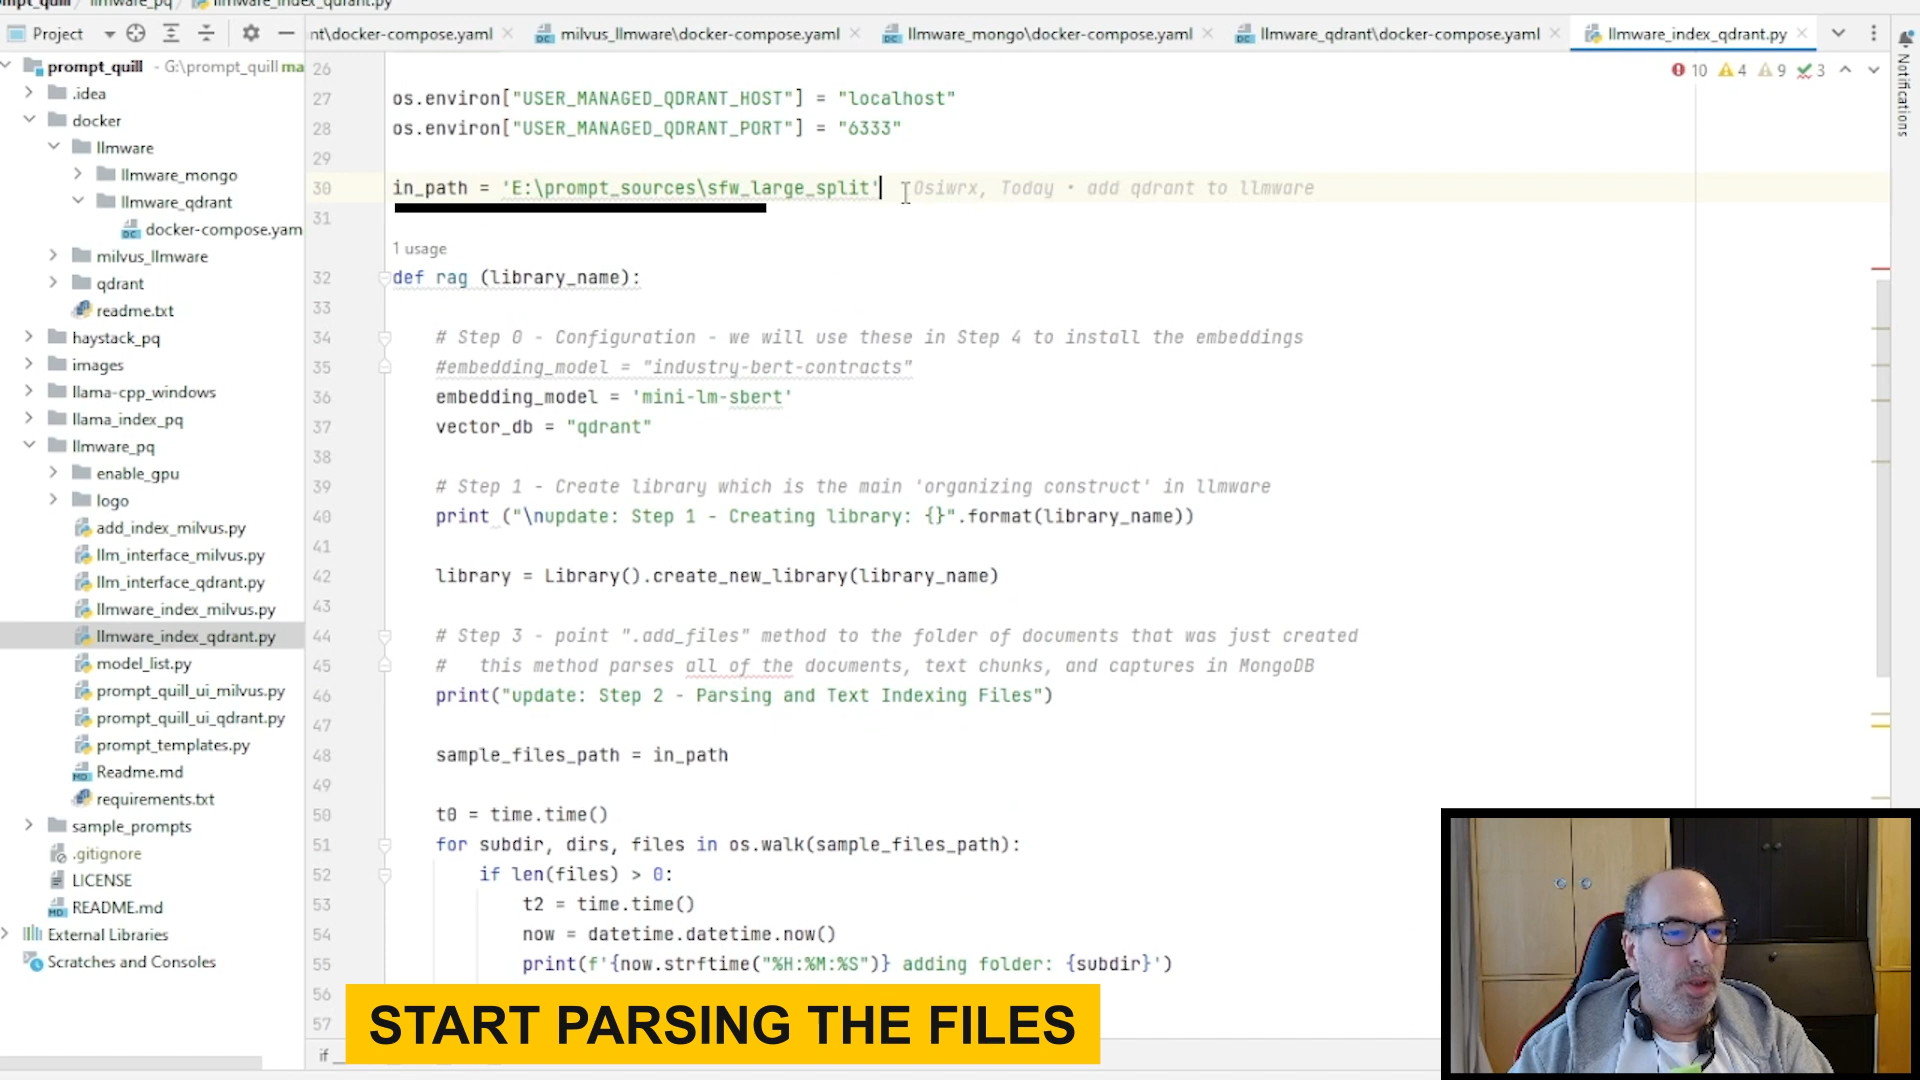 prompt_quill llmware_pq llmware_index_qdrant.py
Project
nt\docker-compose.yaml
milvus_llmware\docker-compose.yaml
llmware_mongo\docker-compose.yaml
llmware_qdrant\docker-compose.yaml
llmware_index_qdrant.py
Notifications
prompt_quill - G:\prompt_quill ma
.idea
docker
llmware
llmware_mongo
llmware_qdrant
docker-compose.yam
milvus_llmware
qdrant
readme.txt
haystack_pq
images
llama-cpp_windows
llama_index_pq
llmware_pq
enable_gpu
logo
add_index_milvus.py
llm_interface_milvus.py
llm_interface_qdrant.py
llmware_index_milvus.py
llmware_index_qdrant.py
model_list.py
prompt_quill_ui_milvus.py
prompt_quill_ui_qdrant.py
prompt_templates.py
Readme.md
requirements.txt
sample_prompts
.gitignore
LICENSE
README.md
External Libraries
Scratches and Consoles
10 4 9 3
26
27 os.environ["USER_MANAGED_QDRANT_HOST"] = "localhost"
28 os.environ["USER_MANAGED_QDRANT_PORT"] = "6333"
29
30 in_path = 'E:\prompt_sources\sfw_large_split' Osiwrx, Today • add qdrant to llmware
31
1 usage
32 def rag (library_name):
33
34 # Step 0 - Configuration - we will use these in Step 4 to install the embeddings
35 #embedding_model = "industry-bert-contracts"
36 embedding_model = 'mini-lm-sbert'
37 vector_db = "qdrant"
38
39 # Step 1 - Create library which is the main 'organizing construct' in llmware
40 print ("\nupdate: Step 1 - Creating library: {}".format(library_name))
41
42 library = Library().create_new_library(library_name)
43
44 # Step 3 - point ".add_files" method to the folder of documents that was just created
45 #   this method parses all of the documents, text chunks, and captures in MongoDB
46 print("update: Step 2 - Parsing and Text Indexing Files")
47
48 sample_files_path = in_path
49
50 t0 = time.time()
51 for subdir, dirs, files in os.walk(sample_files_path):
52 if len(files) > 0:
53 t2 = time.time()
54 now = datetime.datetime.now()
55 print(f'{now.strftime("%H:%M:%S")} adding folder: {subdir}')
56
57
START PARSING THE FILES
if _